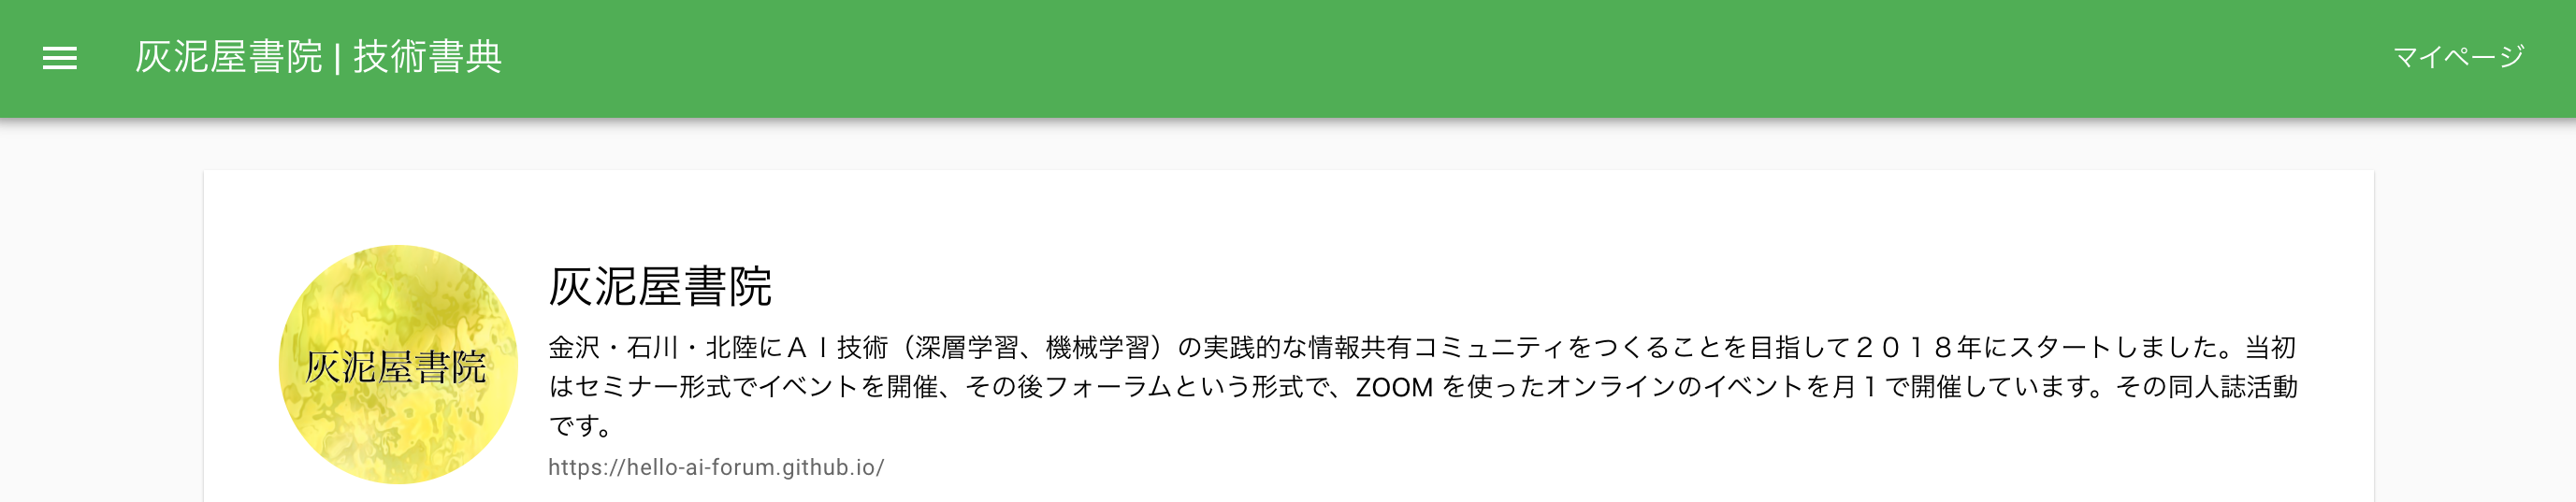 灰泥屋書院 | 技術書典
マイページ
灰泥屋書院
灰泥屋書院
金沢・石川・北陸にＡＩ技術（深層学習、機械学習）の実践的な情報共有コミュニティをつくることを目指して２０１８年にスタートしました。当初
はセミナー形式でイベントを開催、その後フォーラムという形式で、ZOOM を使ったオンラインのイベントを月１で開催しています。その同人誌活動
です。
https://hello-ai-forum.github.io/